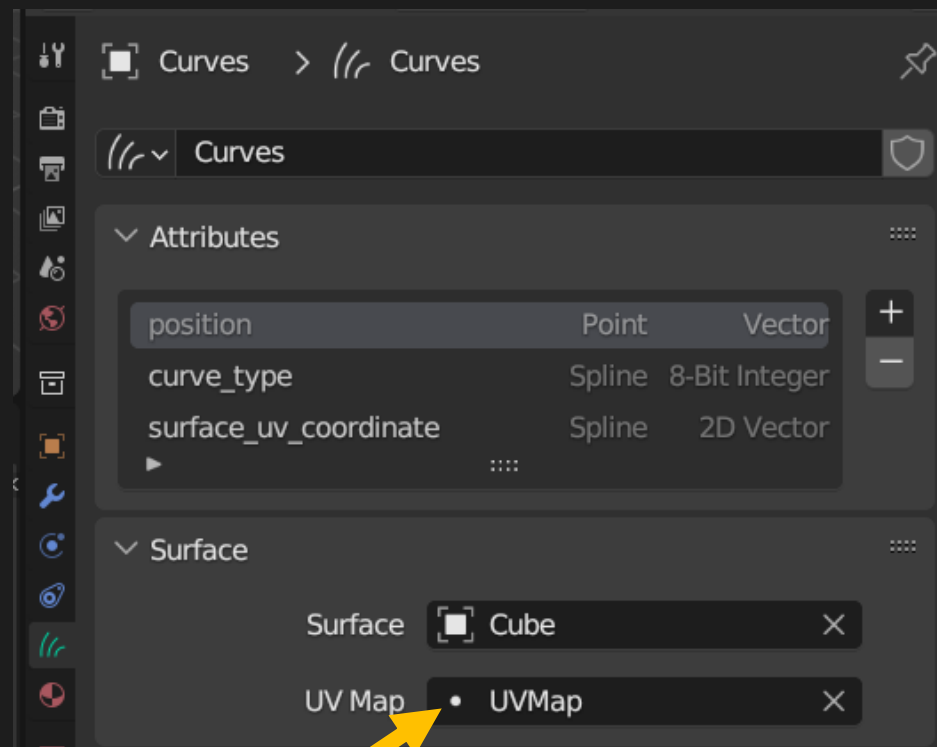 Curves > Curves
Curves
Attributes
position Point Vector
curve_type Spline 8-Bit Integer
surface_uv_coordinate Spline 2D Vector
Surface
Surface Cube
UV Map UVMap